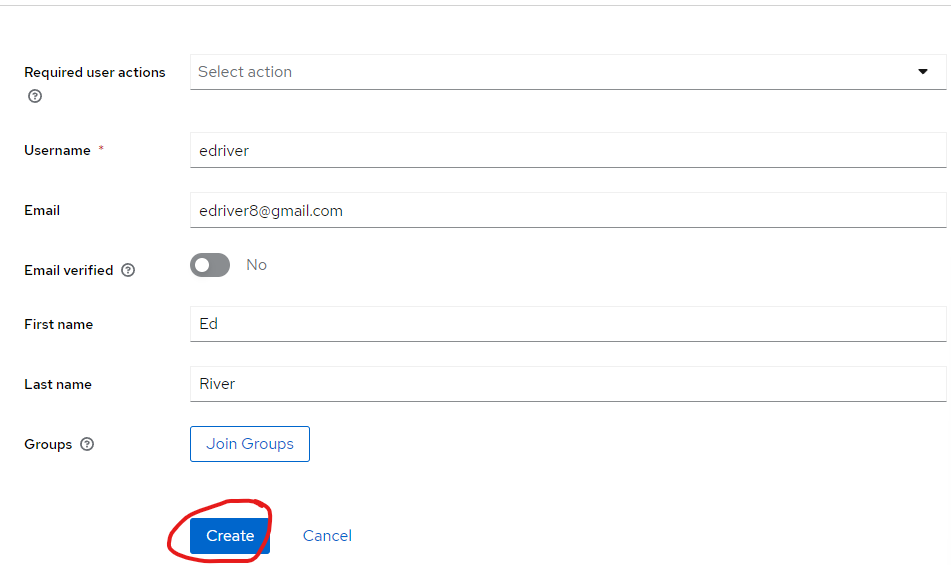 Required user actions
Select action
Username *
edriver
Email
edriver8@gmail.com
Email verified
No
First name
Ed
Last name
River
Groups
Join Groups
Create
Cancel